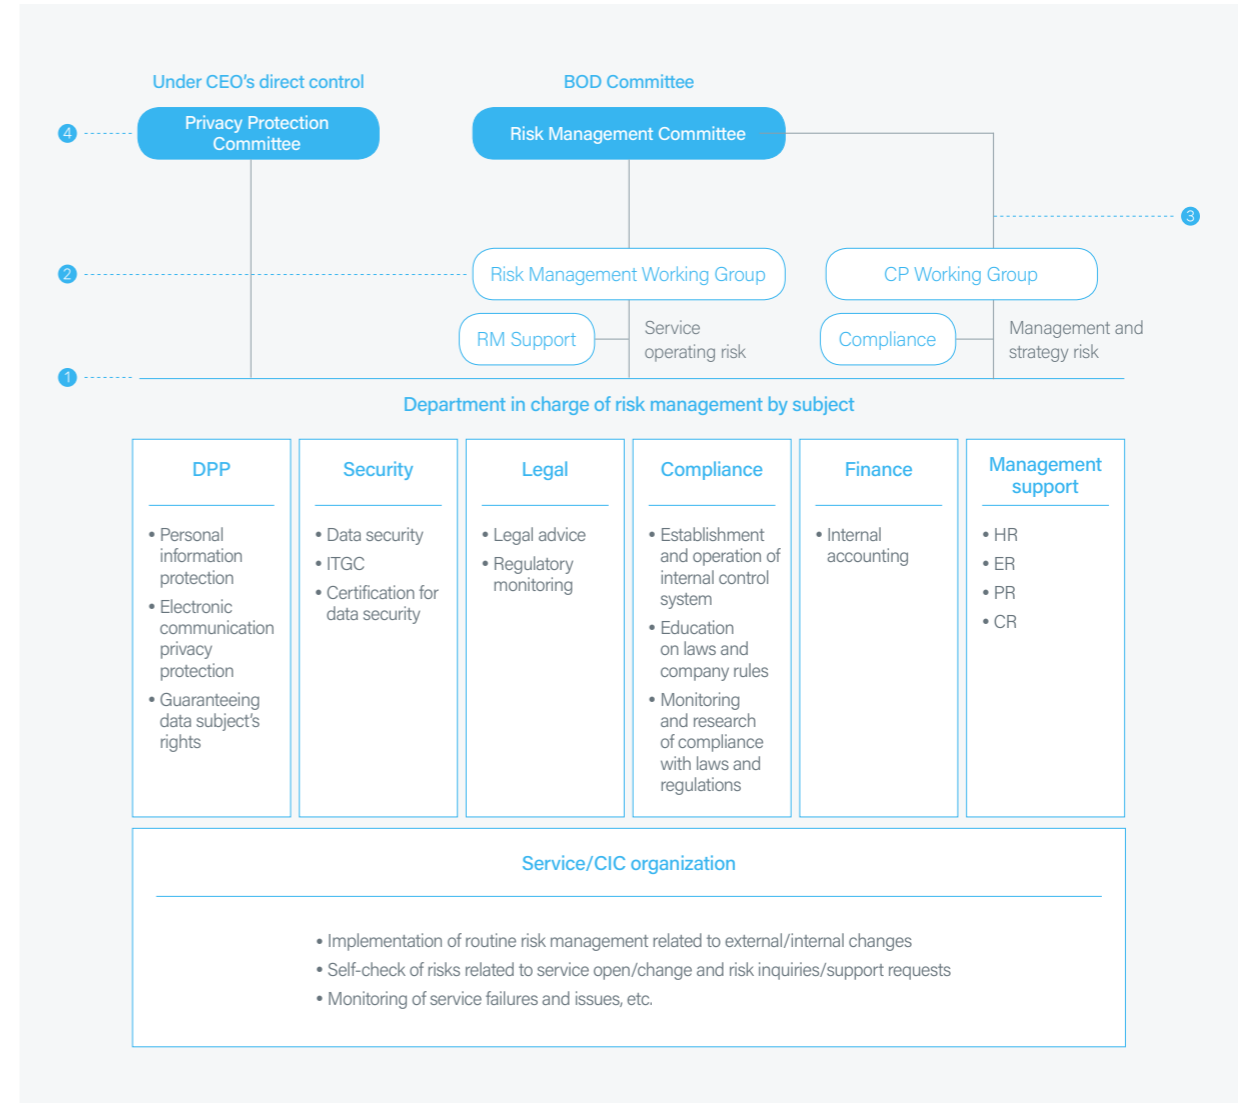 Under CEO's direct control
BOD Committee
4
Privacy Protection
Committee
Risk Management Committee
3
2
Risk Management Working Group
CP Working Group
RM Support
Service
operating risk
Compliance
Management and
strategy risk
1
Department in charge of risk management by subject
DPP
• Personal
information
protection
• Electronic
communication
privacy
protection
• Guaranteeing
data subject's
rights
Security
• Data security
• ITGC
• Certification for
data security
Legal
• Legal advice
• Regulatory
monitoring
Compliance
• Establishment
and operation of
internal control
system
• Education
on laws and
company rules
• Monitoring
and research
of compliance
with laws and
regulations
Finance
• Internal
accounting
Management
support
• HR
• ER
• PR
• CR
Service/CIC organization
• Implementation of routine risk management related to external/internal changes
• Self-check of risks related to service open/change and risk inquiries/support requests
• Monitoring of service failures and issues, etc.